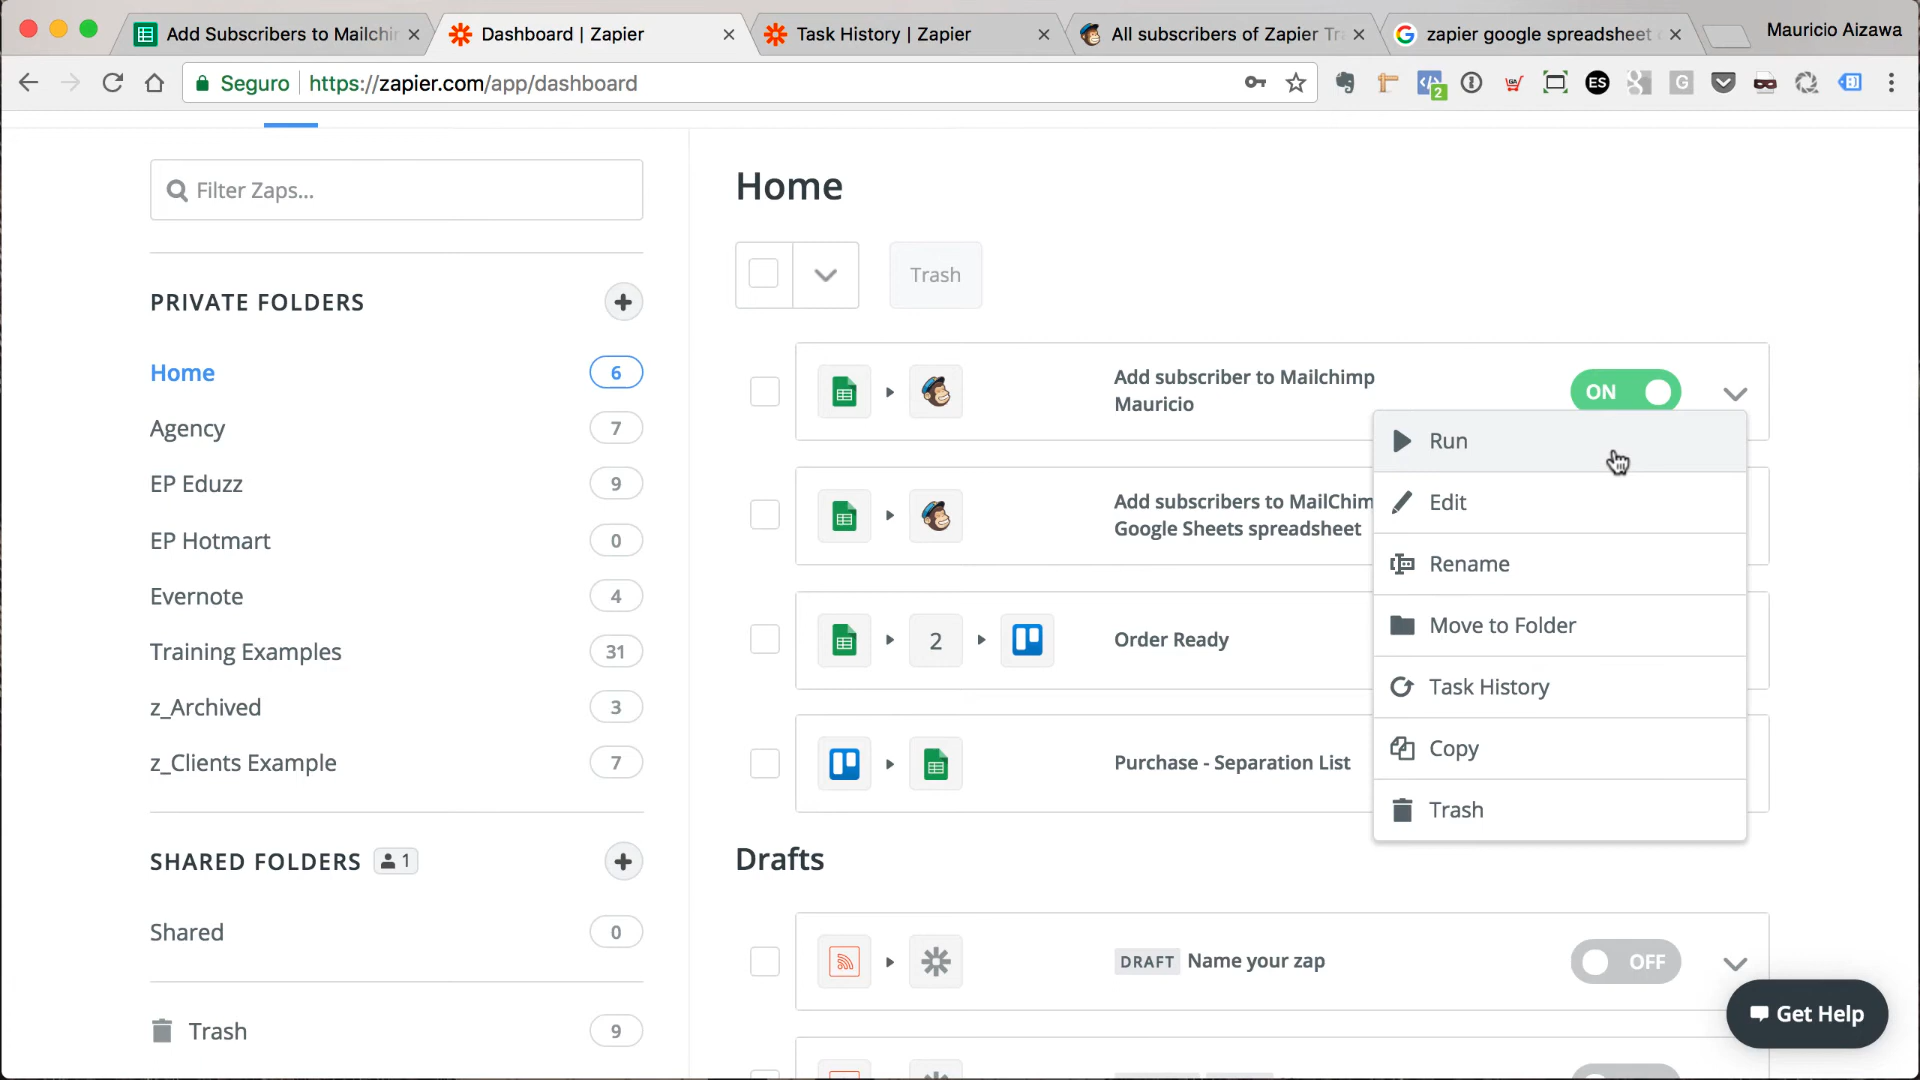 Add Subscribers to Mailchim
Dashboard | Zapier
Task History | Zapier
All subscribers of Zapier Tra
zapier google spreadsheet
Mauricio Aizawa
Seguro
https://zapier.com/app/dashboard
2
ES
G
Filter Zaps...
PRIVATE FOLDERS
Home 6
Agency 7
EP Eduzz 9
EP Hotmart 0
Evernote 4
Training Examples 31
z_Archived 3
z_Clients Example 7
SHARED FOLDERS 1
Shared 0
Trash 9
Home
Trash
Add subscriber to Mailchimp
Mauricio
ON
Add subscribers to MailChim
Google Sheets spreadsheet
2
Order Ready
Purchase - Separation List
Run
Edit
Rename
Move to Folder
Task History
Copy
Trash
Drafts
DRAFT Name your zap
OFF
Get Help